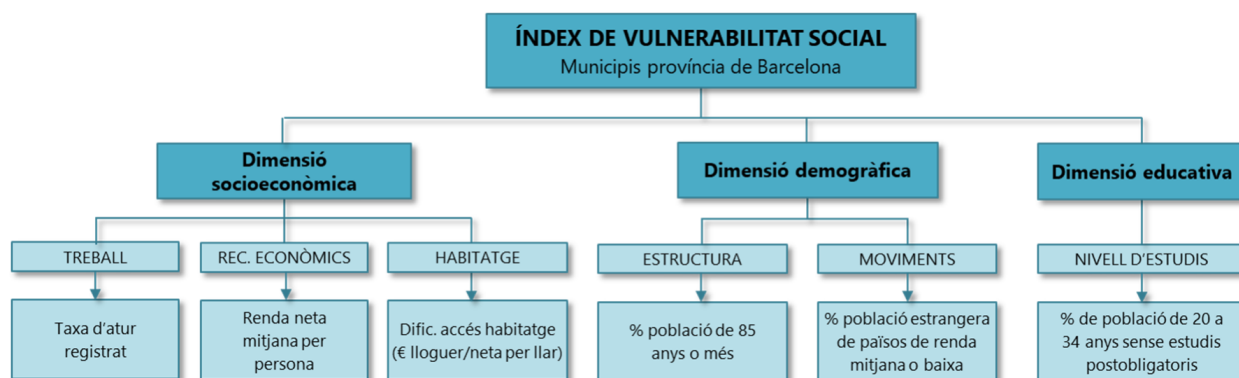 ÍNDEX DE VULNERABILITAT SOCIAL
Municipis província de Barcelona
Dimensió
socioeconòmica
Dimensió demogràfica
Dimensió educativa
TREBALL
REC. ECONÒMICS
HABITATGE
ESTRUCTURA
MOVIMENTS
NIVELL D'ESTUDIS
Taxa d'atur
registrat
Renda neta
mitjana per
persona
Dific. accés habitatge
(€ lloguer/neta per llar)
% població de 85
anys o més
% població estrangera
de països de renda
mitjana o baixa
% de població de 20 a
34 anys sense estudis
postobligatoris